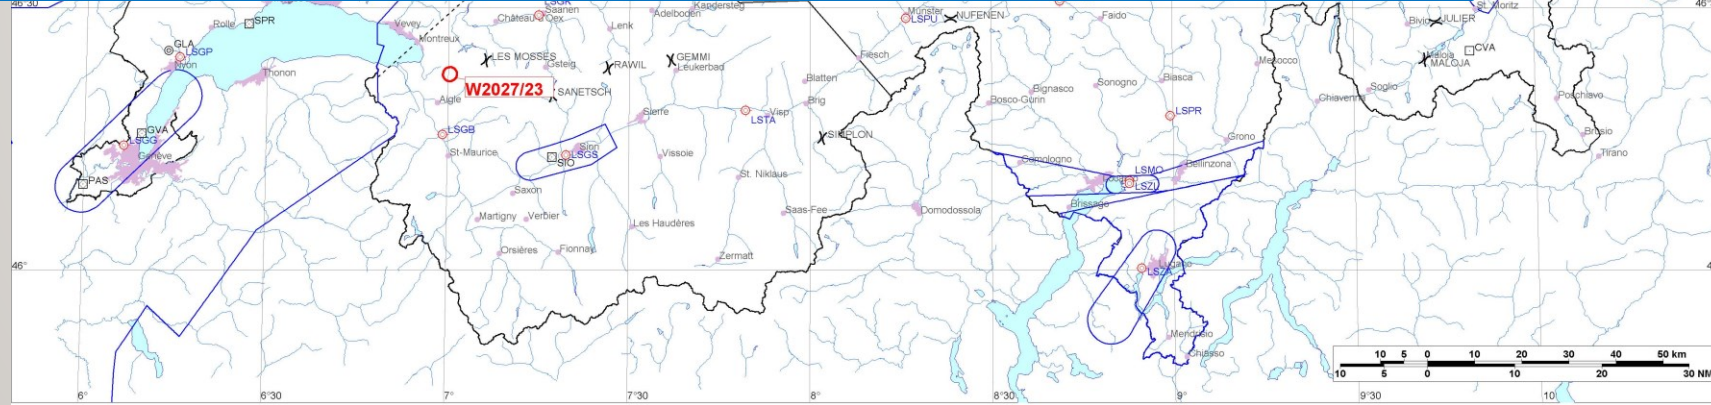 46°30
Rolle
SPR
GLA
LSGP
Nyon
Thonon
Vevey
Montreux
LSGK
Saanen
Château-d'Oex
Lenk
Adelboden
Kandersteg
Münster
LSPU
NUFENEN
Faido
Bivio
JULIER
St. Moritz
46°
LES MOSSES
Gsteig
RAWIL
GEMMI
Leukerbad
Fiesch
CVA
Maloja
MALOJA
Mesocco
W2027/23
SANETSCH
Aigle
Blatten
Brig
Sonogno
Biasca
Bignasco
Bosco-Gurin
Soglio
Chiavenna
Poschiavo
GVA
LSGG
Genève
LSGB
Sierre
LSTA
Visp
SIMPLON
LSPR
Grono
Brusio
Tirano
PAS
St-Maurice
SIO
LSGS
Sion
Vissoie
St. Niklaus
Comologno
Bellinzona
LSMO
LSZL
Saxon
Martigny
Verbier
Les Haudères
Saas-Fee
Domodossola
Brissago
Orsières
Fionnay
Zermatt
46°
LSZA
Lugano
Mendrisio
Chiasso
10 5 0 10 20 30 40 50 km
10 5 0 10 20 30 NM
6° 6°30 7° 7°30 8° 8°30 9° 9°30 10